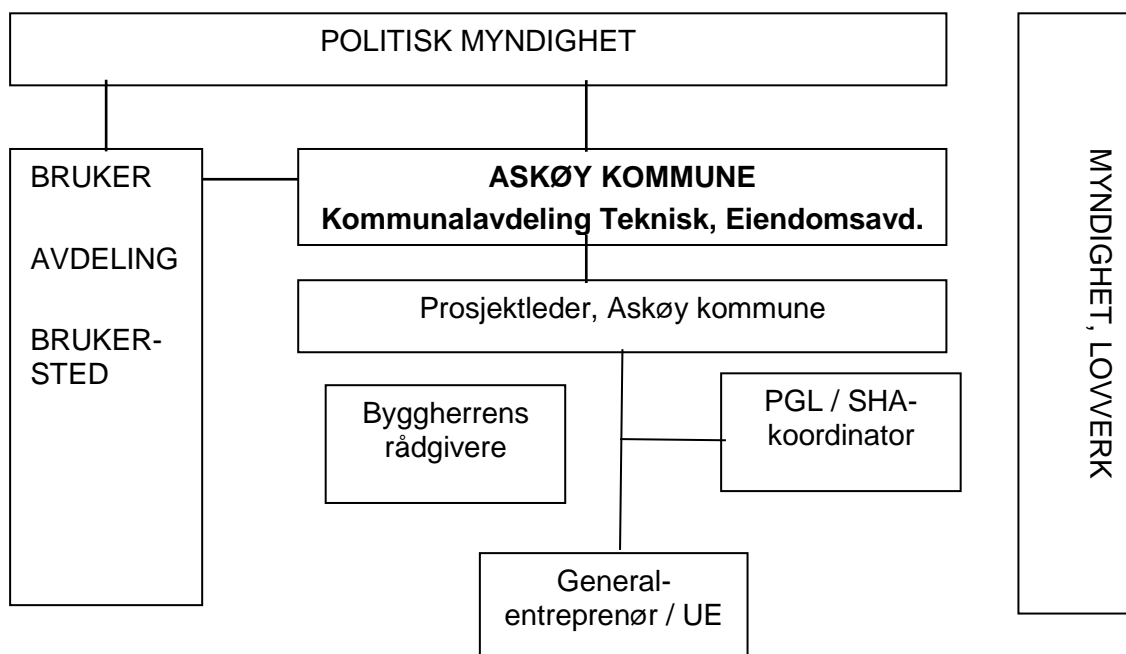 POLITISK MYNDIGHET
BRUKER
AVDELING
BRUKER-
STED
ASKØY KOMMUNE
Kommunalavdeling Teknisk, Eiendomsavd.
Prosjektleder, Askøy kommune
Byggherrens
rådgivere
PGL / SHA-
koordinator
General-
entreprenør / UE
MYNDIGHET, LOVVERK